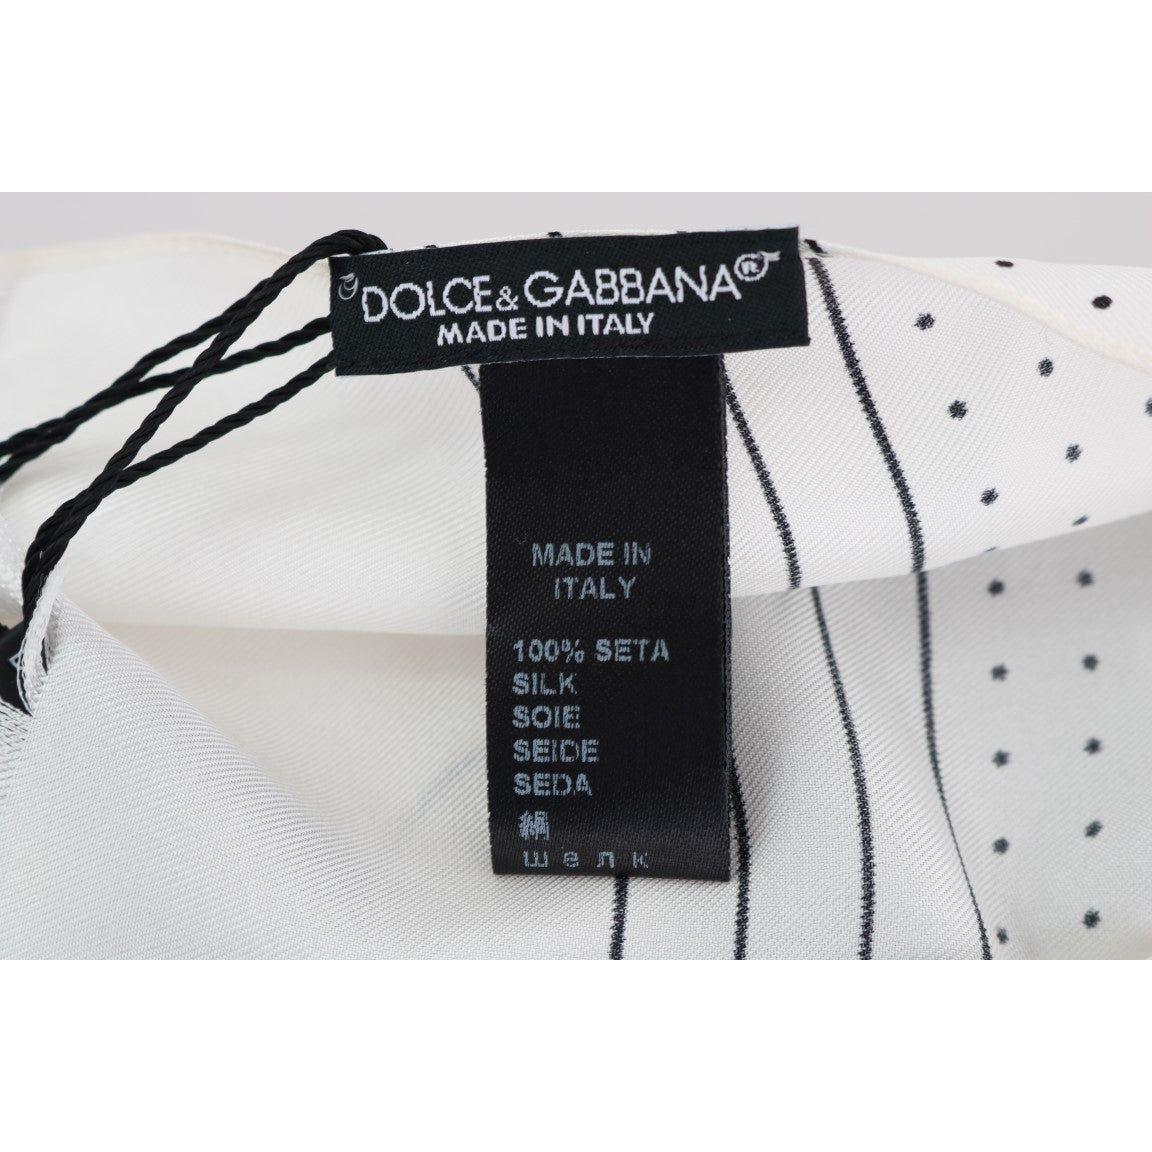 DOLCE & GABBANA®
MADE IN ITALY
MADE IN
ITALY
100% SETA
SILK
SOIE
SEIDE
SEDA
絹
шелк